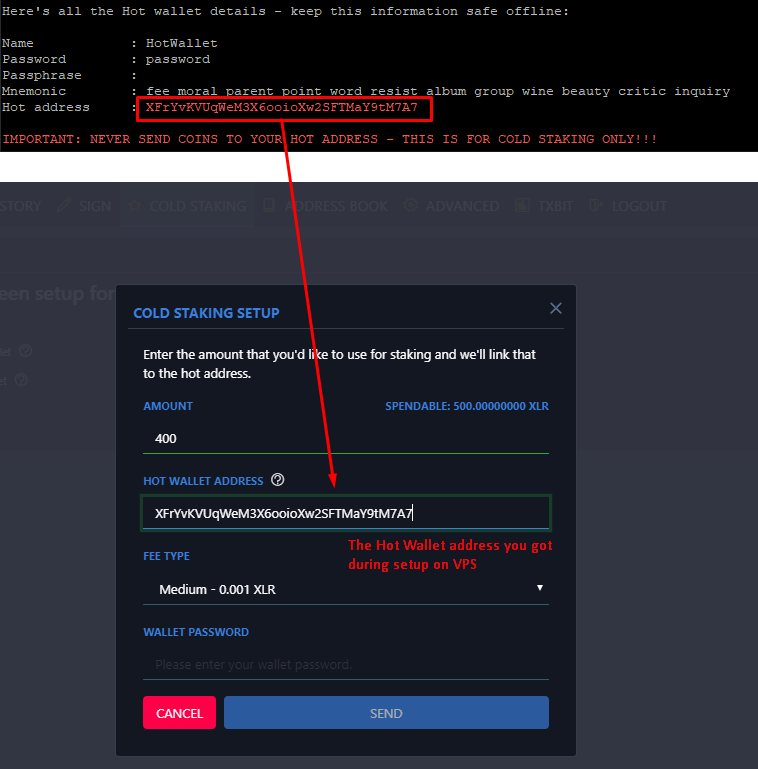 Here's all the Hot wallet details - keep this information safe offline:
Name : HotWallet
Password : password
Passphrase :
Mnemonic : fee moral parent point word resist album group wine beauty critic inquiry
Hot address : XFrYvKVUqWeM3X6ooioXw2SFTMaY9tM7A7
IMPORTANT: NEVER SEND COINS TO YOUR HOT ADDRESS - THIS IS FOR COLD STAKING ONLY!!!
STORY SIGN COLD STAKING ADDRESS BOOK ADVANCED TXBIT LOGOUT
een setup for
let
et
COLD STAKING SETUP
Enter the amount that you'd like to use for staking and we'll link that
to the hot address.
AMOUNT SPENDABLE: 500.00000000 XLR
400
HOT WALLET ADDRESS
XFrYvKVUqWeM3X6ooioXw2SFTMaY9tM7A7
The Hot Wallet address you got
during setup on VPS
FEE TYPE
Medium - 0.001 XLR
WALLET PASSWORD
Please enter your wallet password.
CANCEL SEND